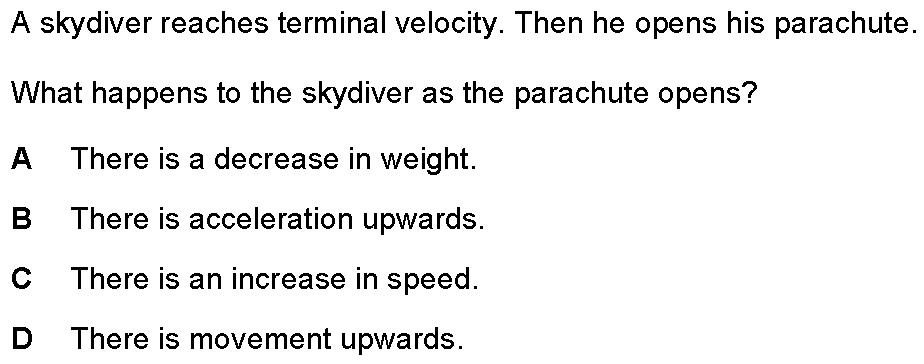 A skydiver reaches terminal velocity. Then he opens his parachute.
What happens to the skydiver as the parachute opens?
A There is a decrease in weight.
B There is acceleration upwards.
C There is an increase in speed.
D There is movement upwards.